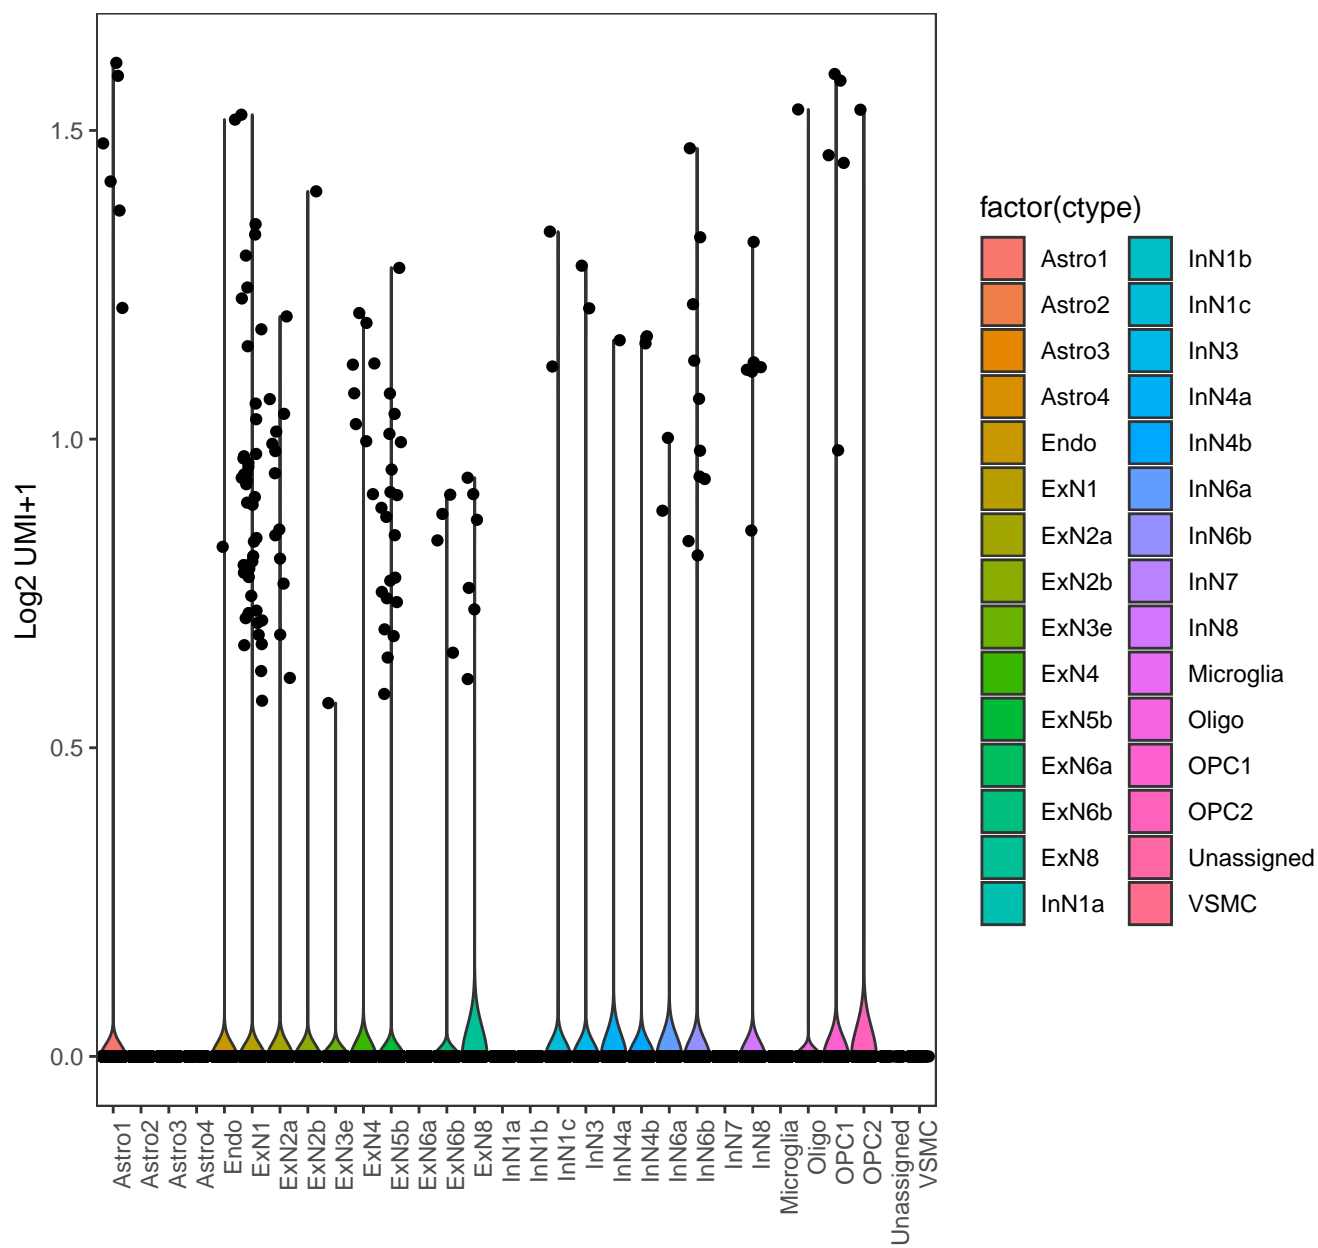 Log2 UMI+1
1.5
1.0
0.5
0.0
Astro1
Astro2
Astro3
Astro4
Endo
ExN1
ExN2a
ExN2b
ExN3e
ExN4
ExN5b
ExN6a
ExN6b
ExN8
InN1a
InN1b
InN1c
InN3
InN4a
InN4b
InN6a
InN6b
InN7
InN8
Microglia
Oligo
OPC1
OPC2
Unassigned
VSMC
factor(ctype)
Astro1
Astro2
Astro3
Astro4
Endo
ExN1
ExN2a
ExN2b
ExN3e
ExN4
ExN5b
ExN6a
ExN6b
ExN8
InN1a
InN1b
InN1c
InN3
InN4a
InN4b
InN6a
InN6b
InN7
InN8
Microglia
Oligo
OPC1
OPC2
Unassigned
VSMC